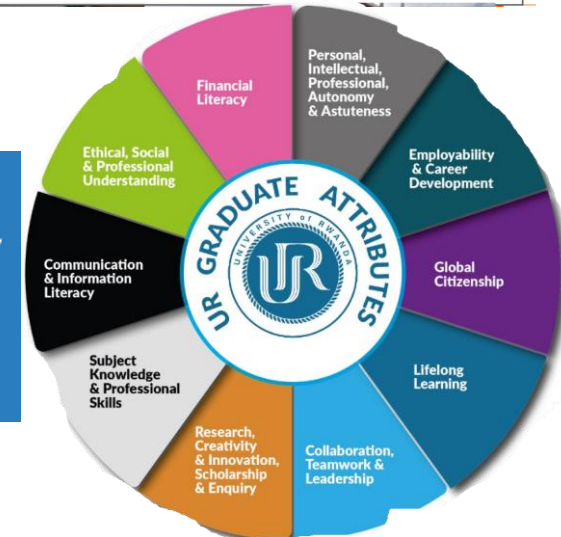 Personal,
Intellectual,
Professional,
Autonomy
& Astuteness
Employability
& Career
Development
Global
Citizenship
Lifelong
Learning
Collaboration,
Teamwork &
Leadership
Research,
Creativity
& Innovation,
Scholarship
& Enquiry
Subject
Knowledge
& Professional
Skills
Communication
& Information
Literacy
Ethical, Social
& Professional
Understanding
Financial
Literacy
UR GRADUATE ATTRIBUTES
UNIVERSITY of RWANDA
UR